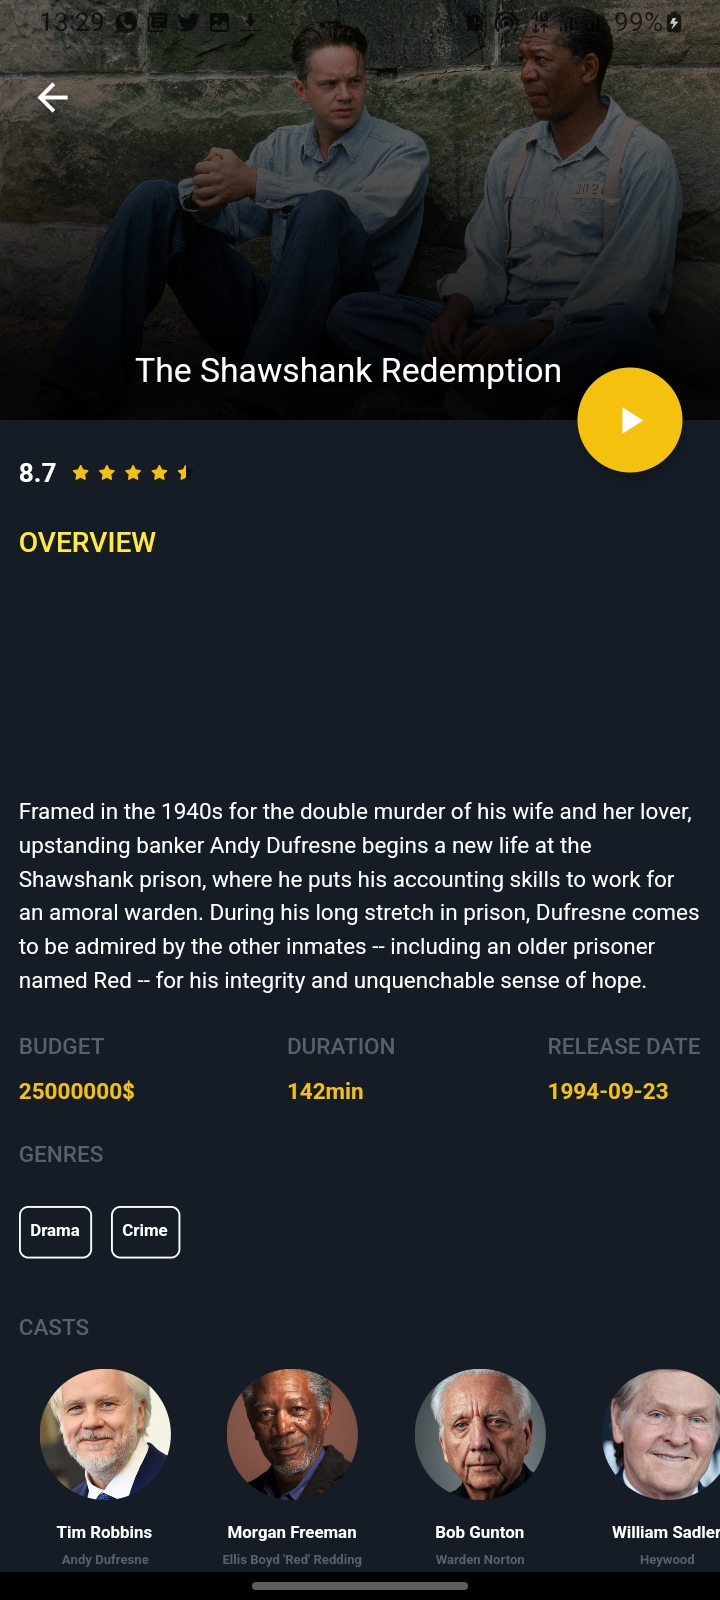 13:29 4G 99%
302
The Shawshank Redemption
8.7
OVERVIEW
Framed in the 1940s for the double murder of his wife and her lover,
upstanding banker Andy Dufresne begins a new life at the
Shawshank prison, where he puts his accounting skills to work for
an amoral warden. During his long stretch in prison, Dufresne comes
to be admired by the other inmates -- including an older prisoner
named Red -- for his integrity and unquenchable sense of hope.
BUDGET DURATION RELEASE DATE
25000000$ 142min 1994-09-23
GENRES
Drama Crime
CASTS
Tim Robbins Morgan Freeman Bob Gunton William Sadler
Andy Dufresne Ellis Boyd 'Red' Redding Warden Norton Heywood